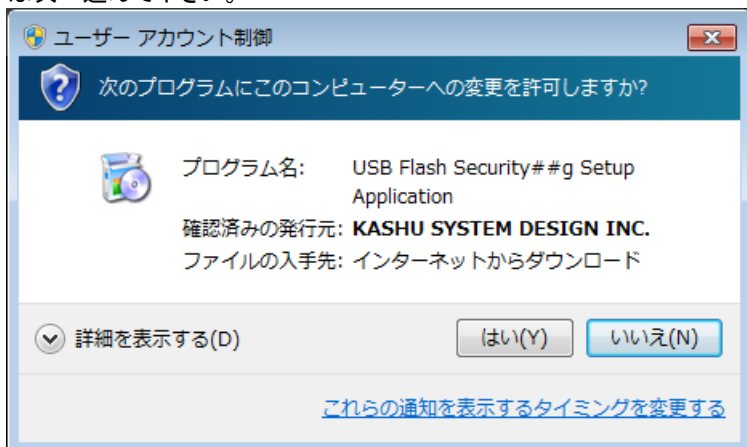 ユーザー アカウント制御
次のプログラムにこのコンピューターへの変更を許可しますか?
プログラム名: USB Flash Security##g Setup
Application
確認済みの発行元: KASHU SYSTEM DESIGN INC.
ファイルの入手先: インターネットからダウンロード
詳細を表示する(D) はい(Y) いいえ(N)
これらの通知を表示するタイミングを変更する